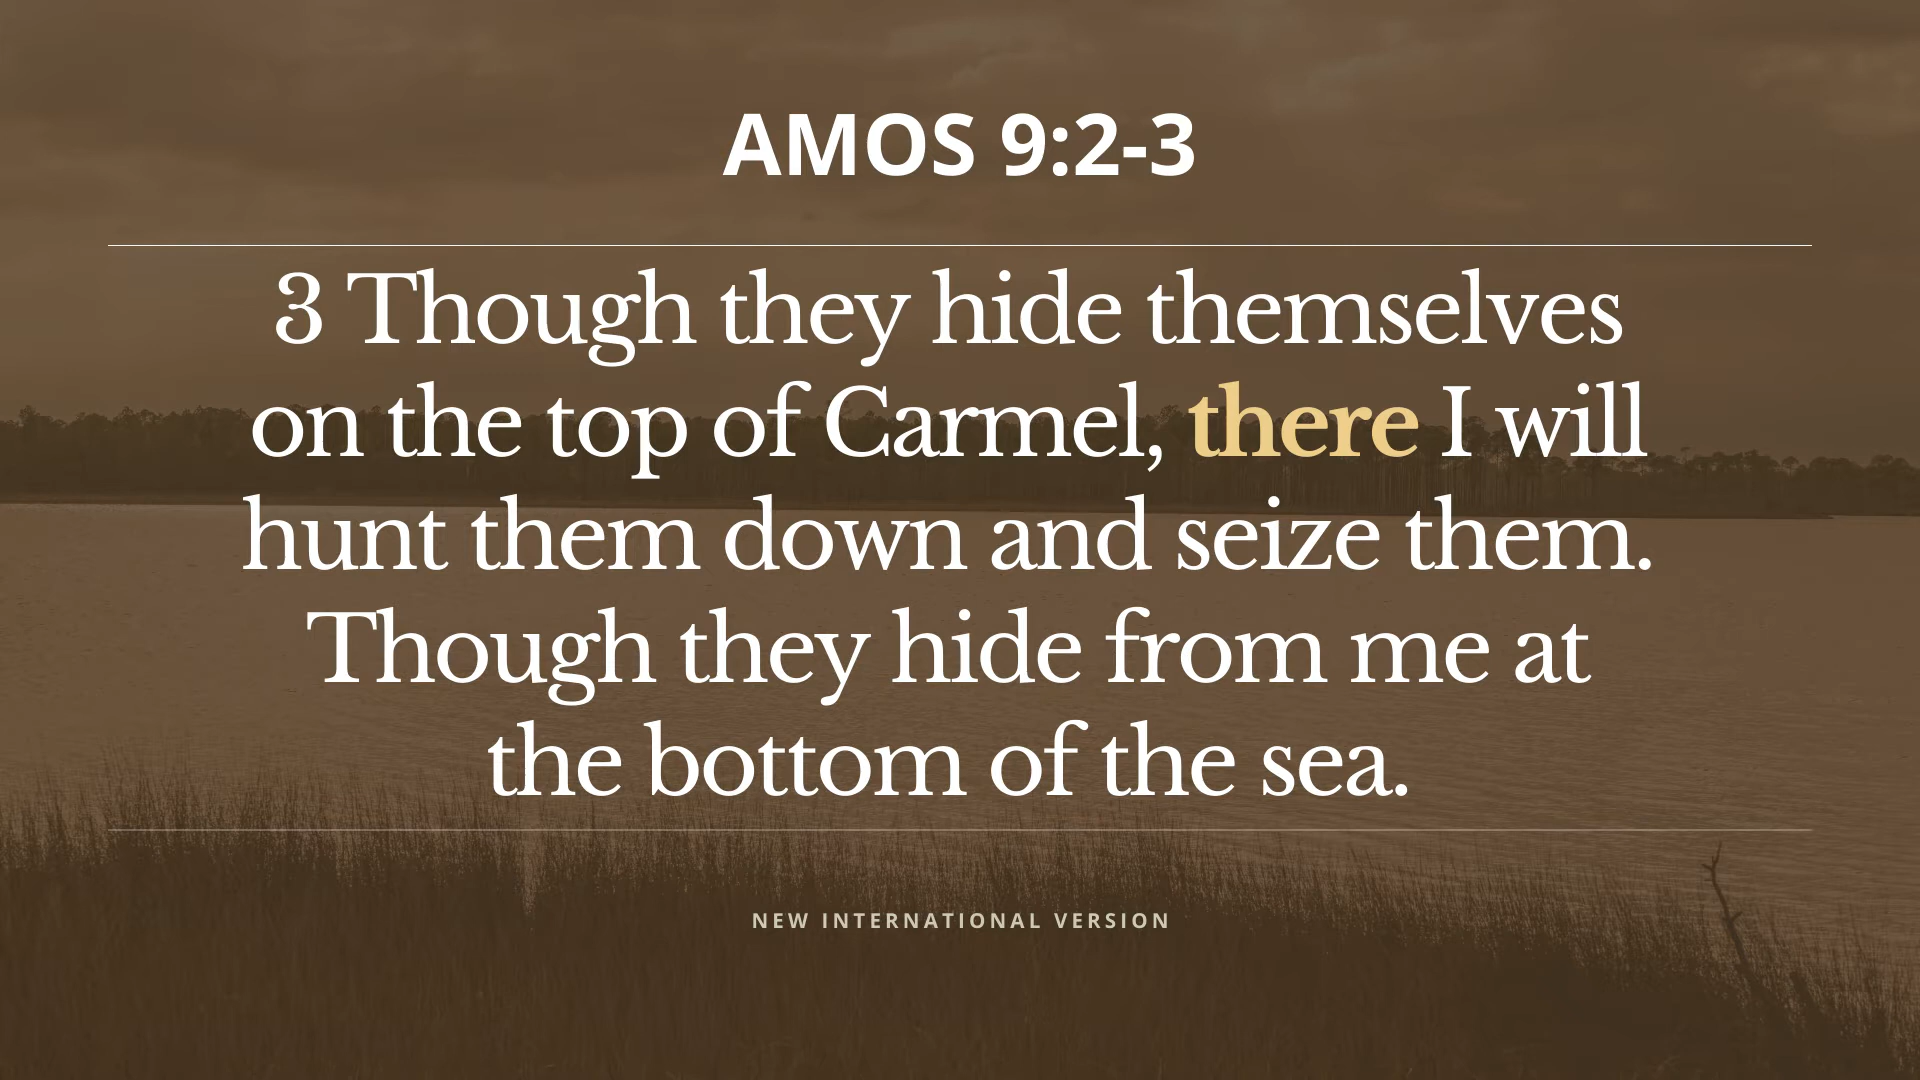 AMOS 9:2-3
3 Though they hide themselves
on the top of Carmel, there I will
hunt them down and seize them.
Though they hide from me at
the bottom of the sea.
NEW INTERNATIONAL VERSION